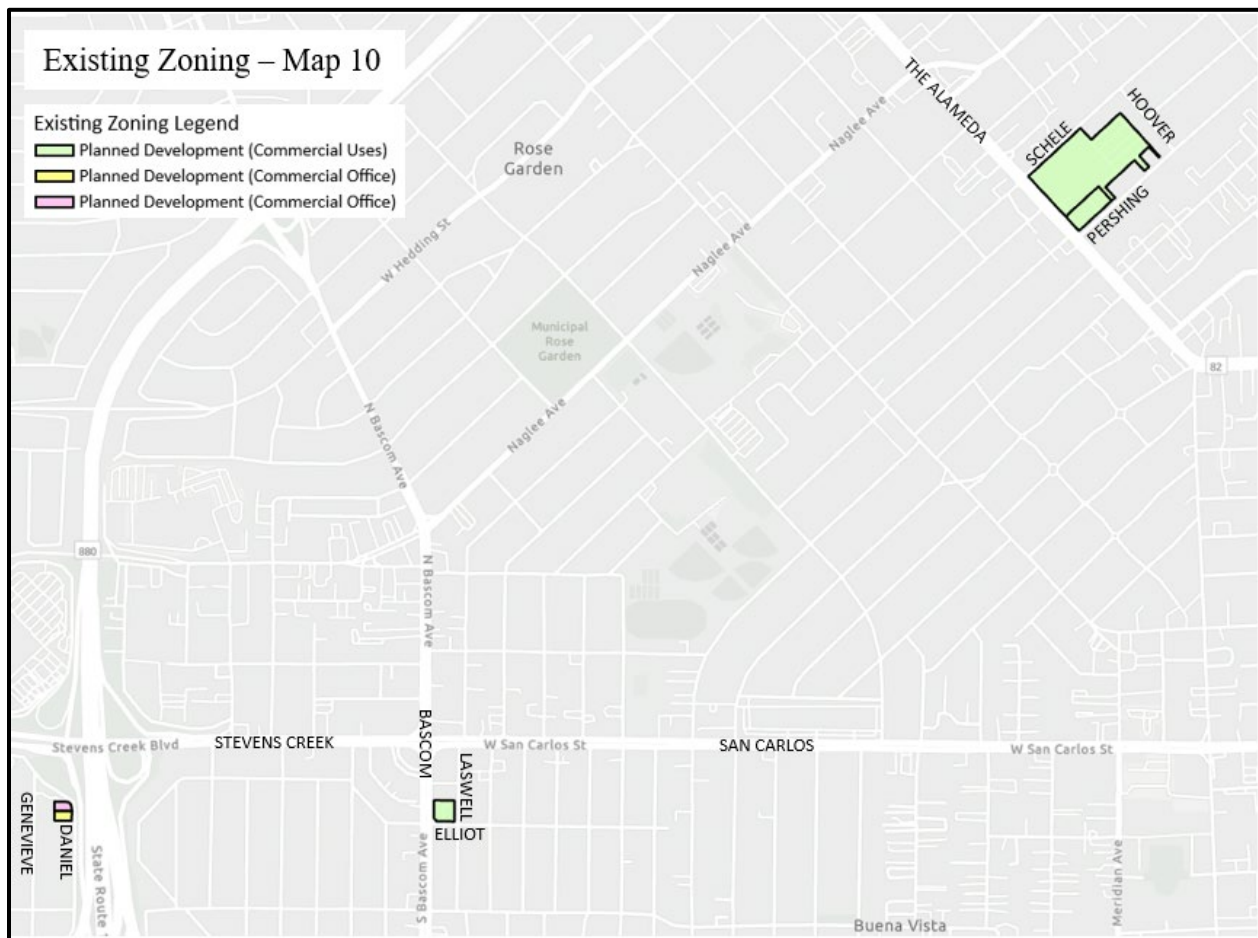 Existing Zoning – Map 10
Existing Zoning Legend
Planned Development (Commercial Uses)
Planned Development (Commercial Office)
Planned Development (Commercial Office)
THE ALAMEDA
HOOVER
SCHELE
PERSHING
Naglee Ave
Rose
Garden
W Hedding St
Naglee Ave
Municipal
Rose
Garden
82
Naglee Ave
N Bascom Ave
880
N Bascom Ave
BASCOM
Stevens Creek Blvd
STEVENS CREEK
W San Carlos St
SAN CARLOS
W San Carlos St
LASWELL
ELLIOT
GENEVIEVE
DANIEL
State Route
S Bascom Ave
Meridian Ave
Buena Vista